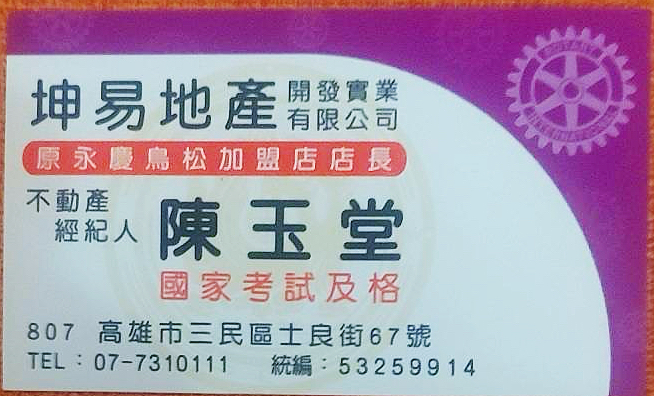 ROTARY
INTERNATIONAL
坤易地產 開發實業
有限公司
原永慶鳥松加盟店店長
不動產
經紀人 陳玉堂
國家考試及格
807 高雄市三民區士良街67號
TEL：07-7310111 統編：53259914